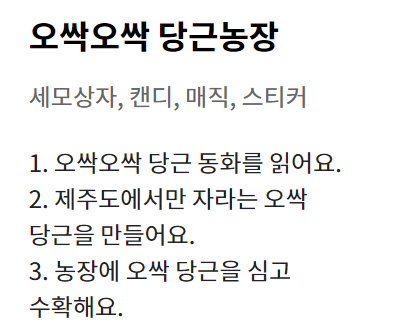 오싹오싹 당근농장
세모상자, 캔디, 매직, 스티커
1. 오싹오싹 당근 동화를 읽어요.
2. 제주도에서만 자라는 오싹
당근을 만들어요.
3. 농장에 오싹 당근을 심고
수확해요.